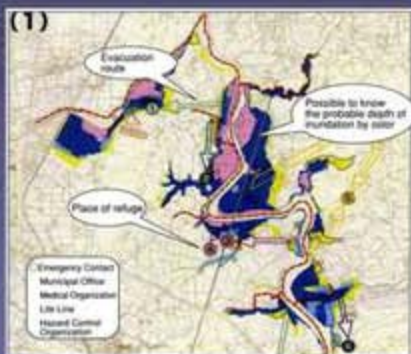 (1)
Evacuation
route
Possible to know
the probable depth of
inundation by color
Place of refuge
Emergency Contact
Municipal Office
Medical Organization
Life Line
Hazard Control
Organization